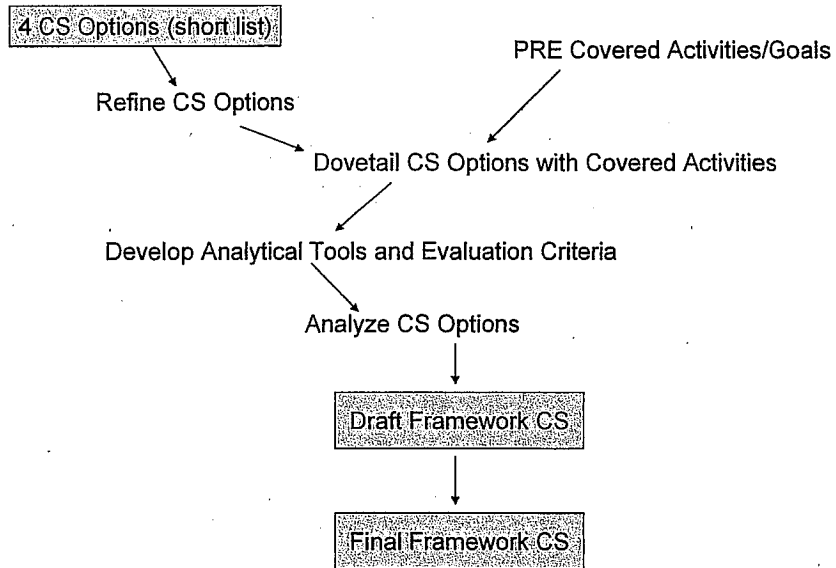 4 CS Options (short list)
PRE Covered Activities/Goals
Refine CS Options
Dovetail CS Options with Covered Activities
Develop Analytical Tools and Evaluation Criteria
Analyze CS Options
Draft Framework CS
Final Framework CS